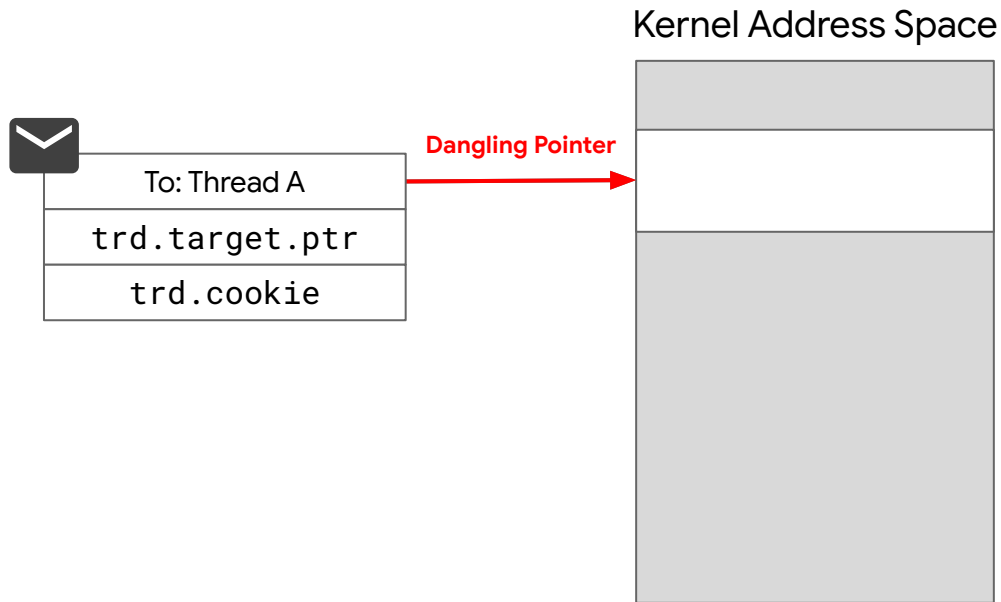 Kernel Address Space
Dangling Pointer
To: Thread A
trd.target.ptr
trd.cookie